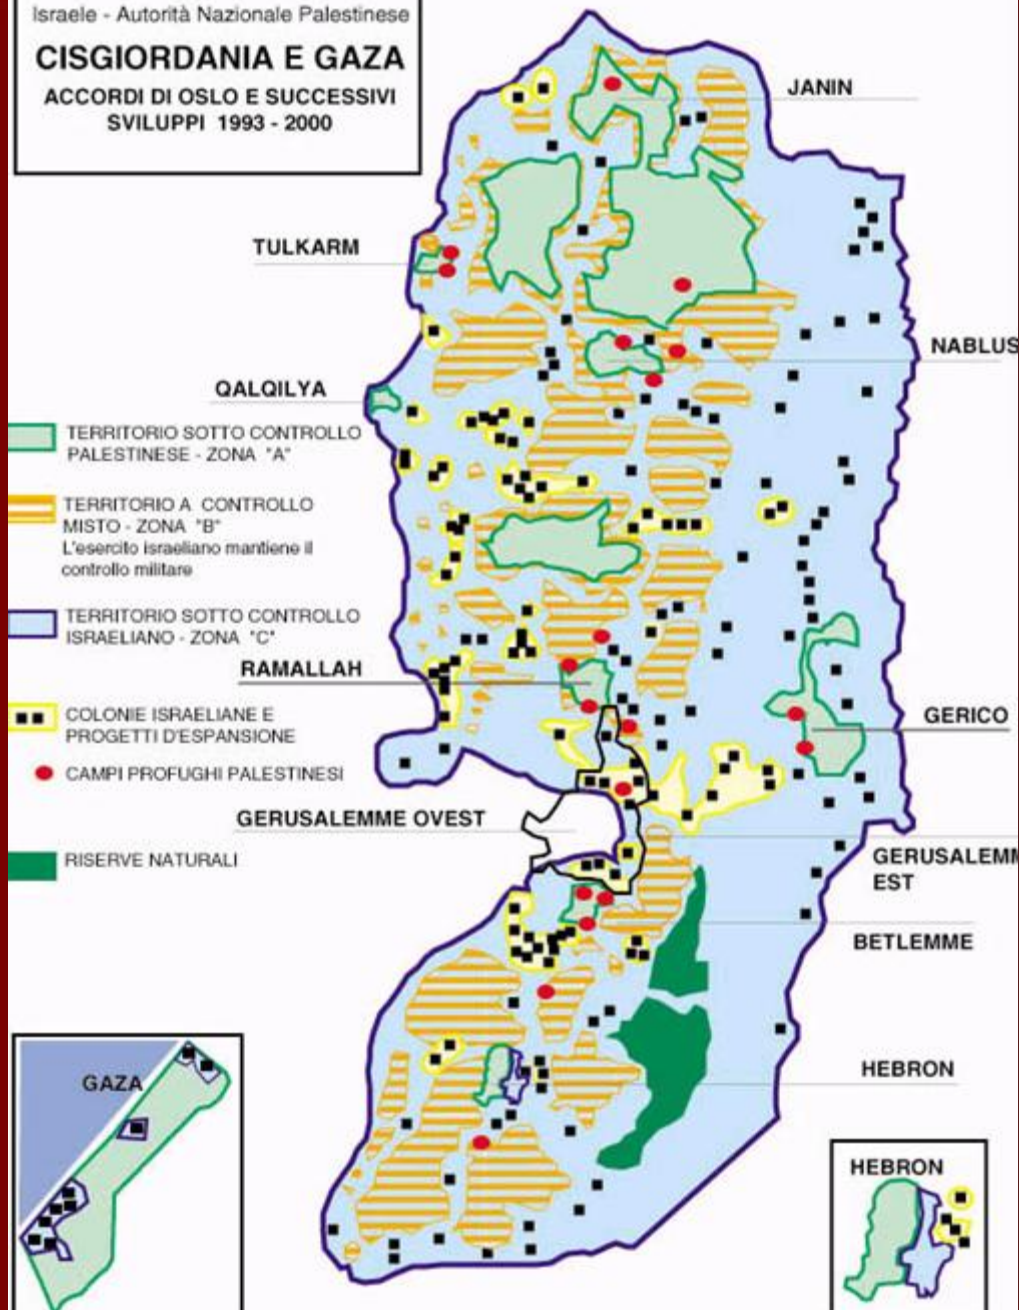 Israele - Autorità Nazionale Palestinese
CISGIORDANIA E GAZA
ACCORDI DI OSLO E SUCCESSIVI
SVILUPPI 1993 - 2000
JANIN
TULKARM
NABLUS
QALQILYA
TERRITORIO SOTTO CONTROLLO
PALESTINESE - ZONA "A"
TERRITORIO A CONTROLLO
MISTO - ZONA "B"
L'esercito israeliano mantiene il
controllo militare
TERRITORIO SOTTO CONTROLLO
ISRAELIANO - ZONA "C"
RAMALLAH
COLONIE ISRAELIANE E
PROGETTI D'ESPANSIONE
GERICO
CAMPI PROFUGHI PALESTINESI
GERUSALEMME OVEST
RISERVE NATURALI
GERUSALEMM
EST
BETLEMME
HEBRON
GAZA
HEBRON